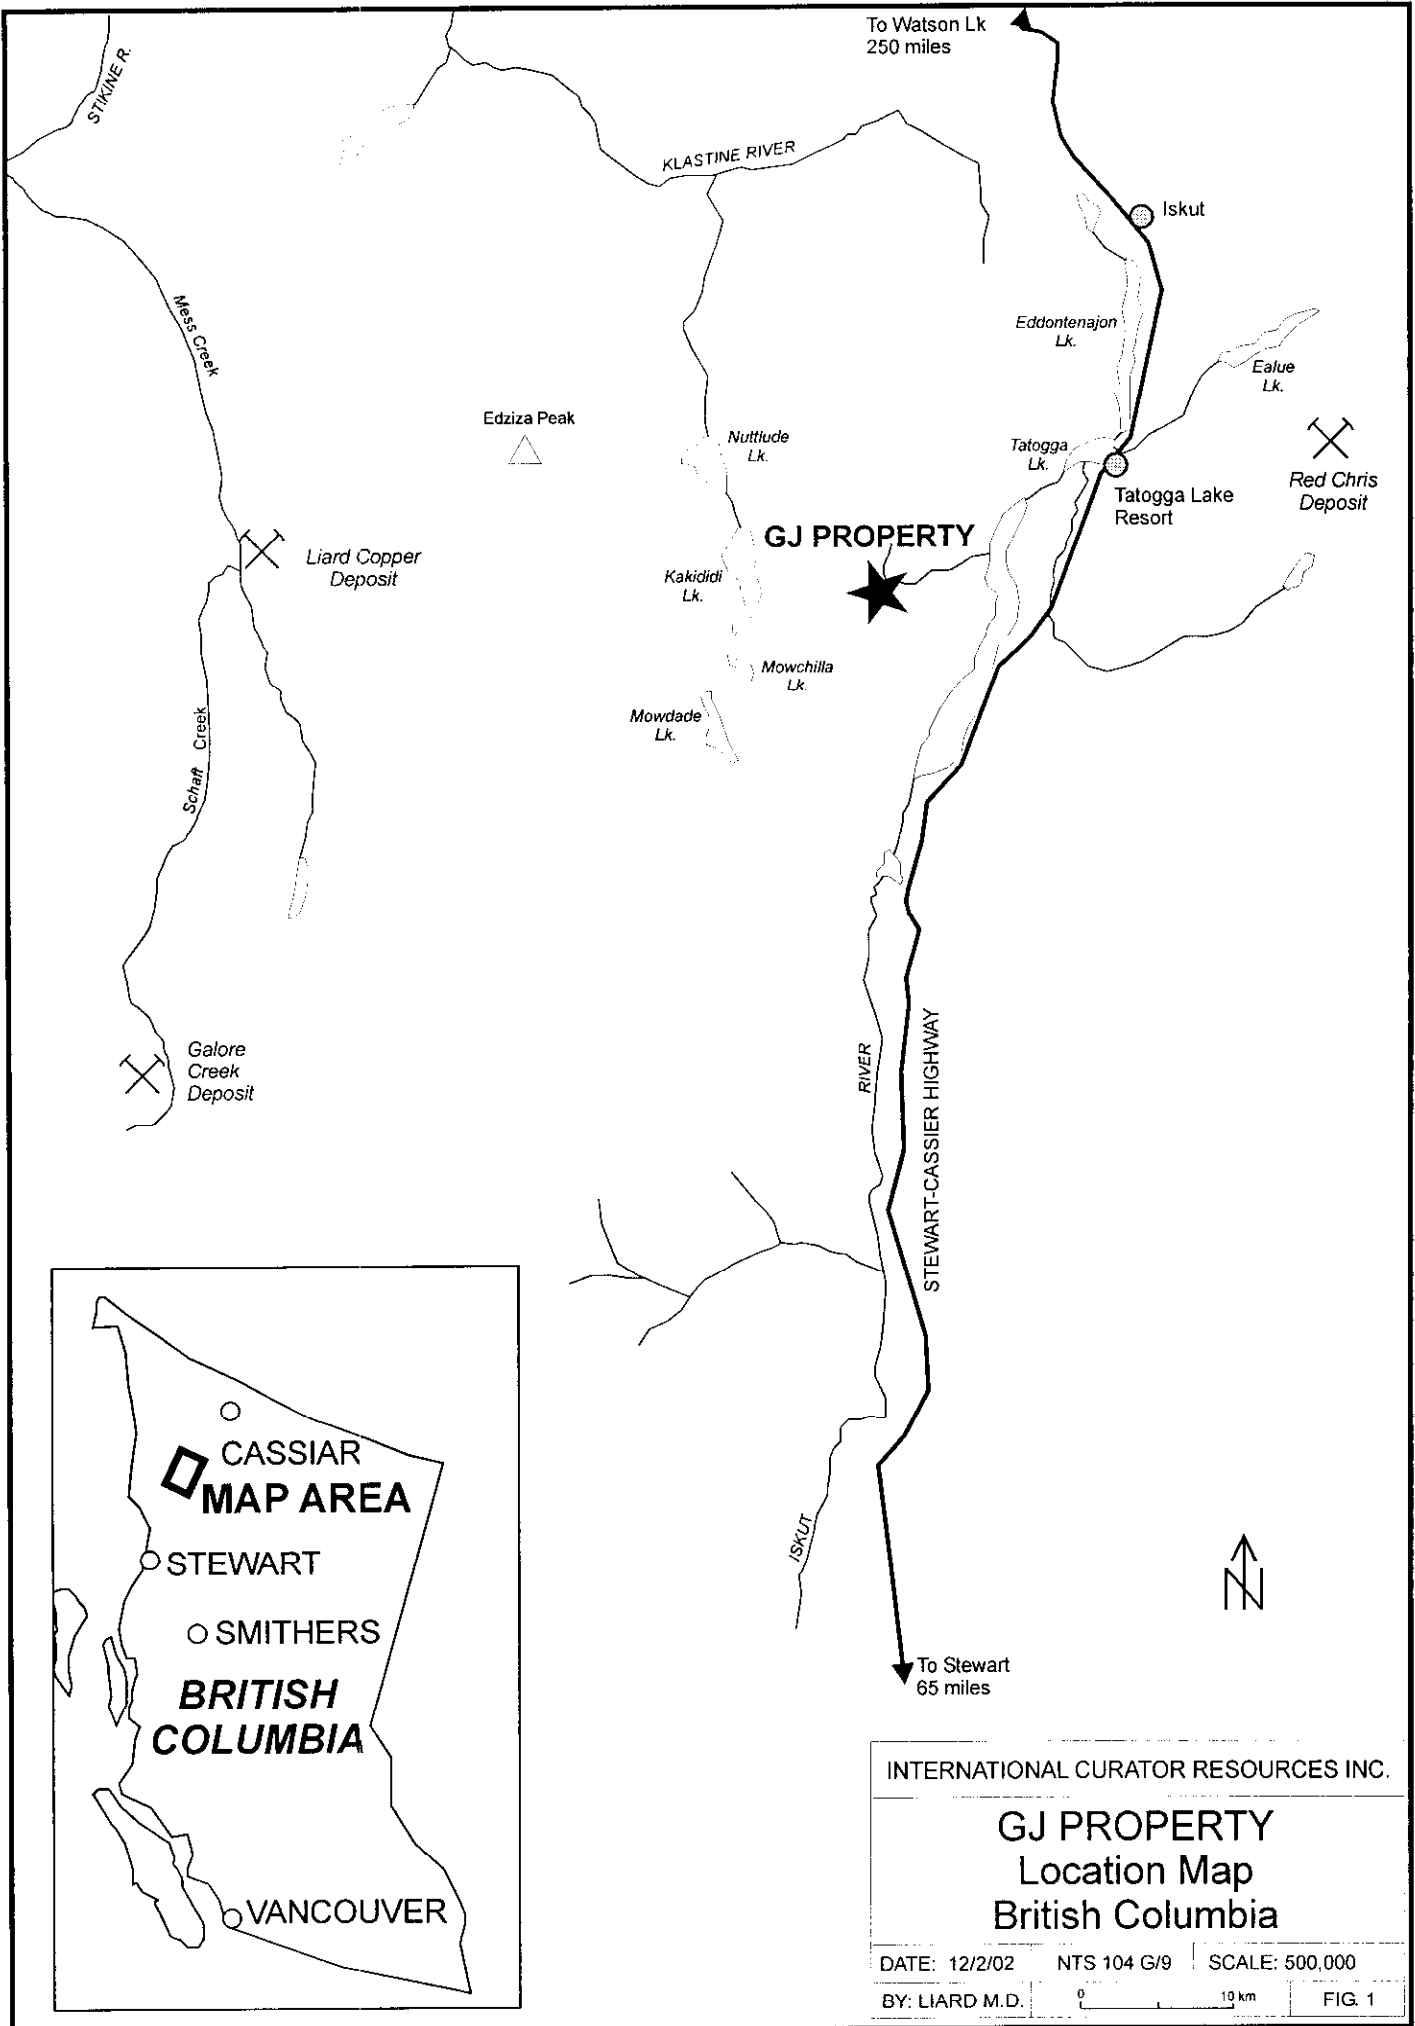 To Watson Lk
250 miles
STIKINE R.
KLASTINE RIVER
Iskut
Mess Creek
Eddontenajon
Lk.
Ealue
Lk.
Edziza Peak
Nuttlude
Lk.
Tatogga
Lk.
Red Chris
Deposit
Tatogga Lake
Resort
GJ PROPERTY
Liard Copper
Deposit
Kakididi
Lk.
Mowchilla
Lk.
Mowdade
Lk.
Schaft Creek
Galore
Creek
Deposit
RIVER
STEWART-CASSIER HIGHWAY
ISKUT
CASSIAR
MAP AREA
STEWART
SMITHERS
BRITISH
COLUMBIA
VANCOUVER
N
To Stewart
65 miles
INTERNATIONAL CURATOR RESOURCES INC.
GJ PROPERTY
Location Map
British Columbia
DATE: 12/2/02 NTS 104 G/9 SCALE: 500,000
BY: LIARD M.D. 0 10 km FIG. 1